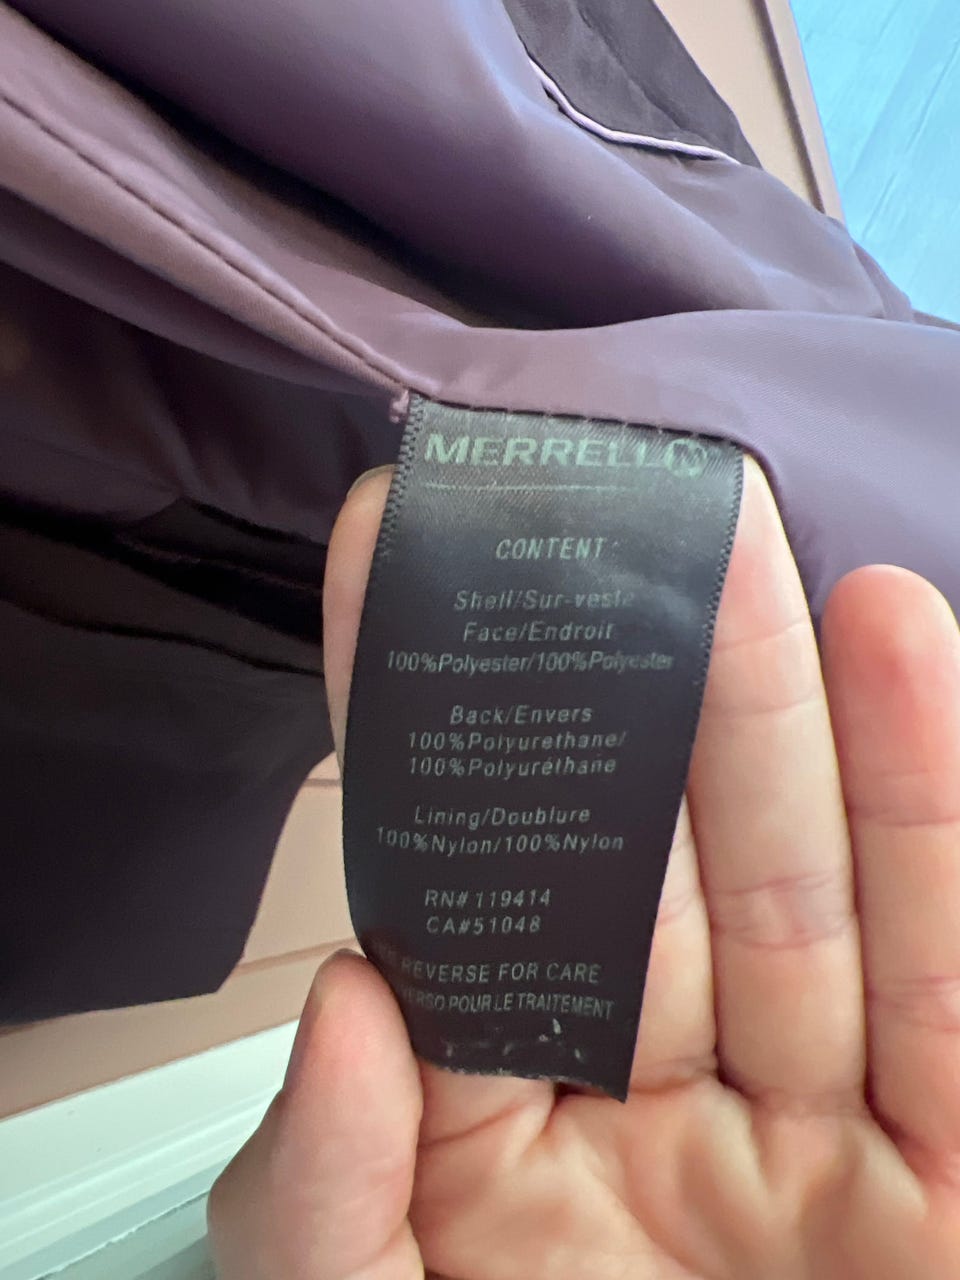 MERRELL
CONTENT:
Shell/Sur-veste
Face/Endroit
100%Polyester/100%Polyester
Back/Envers
100%Polyurethane/
100%Polyuréthane
Lining/Doublure
100%Nylon/100%Nylon
RN# 119414
CA#51048
REVERSE FOR CARE
VERSO POUR LE TRAITEMENT